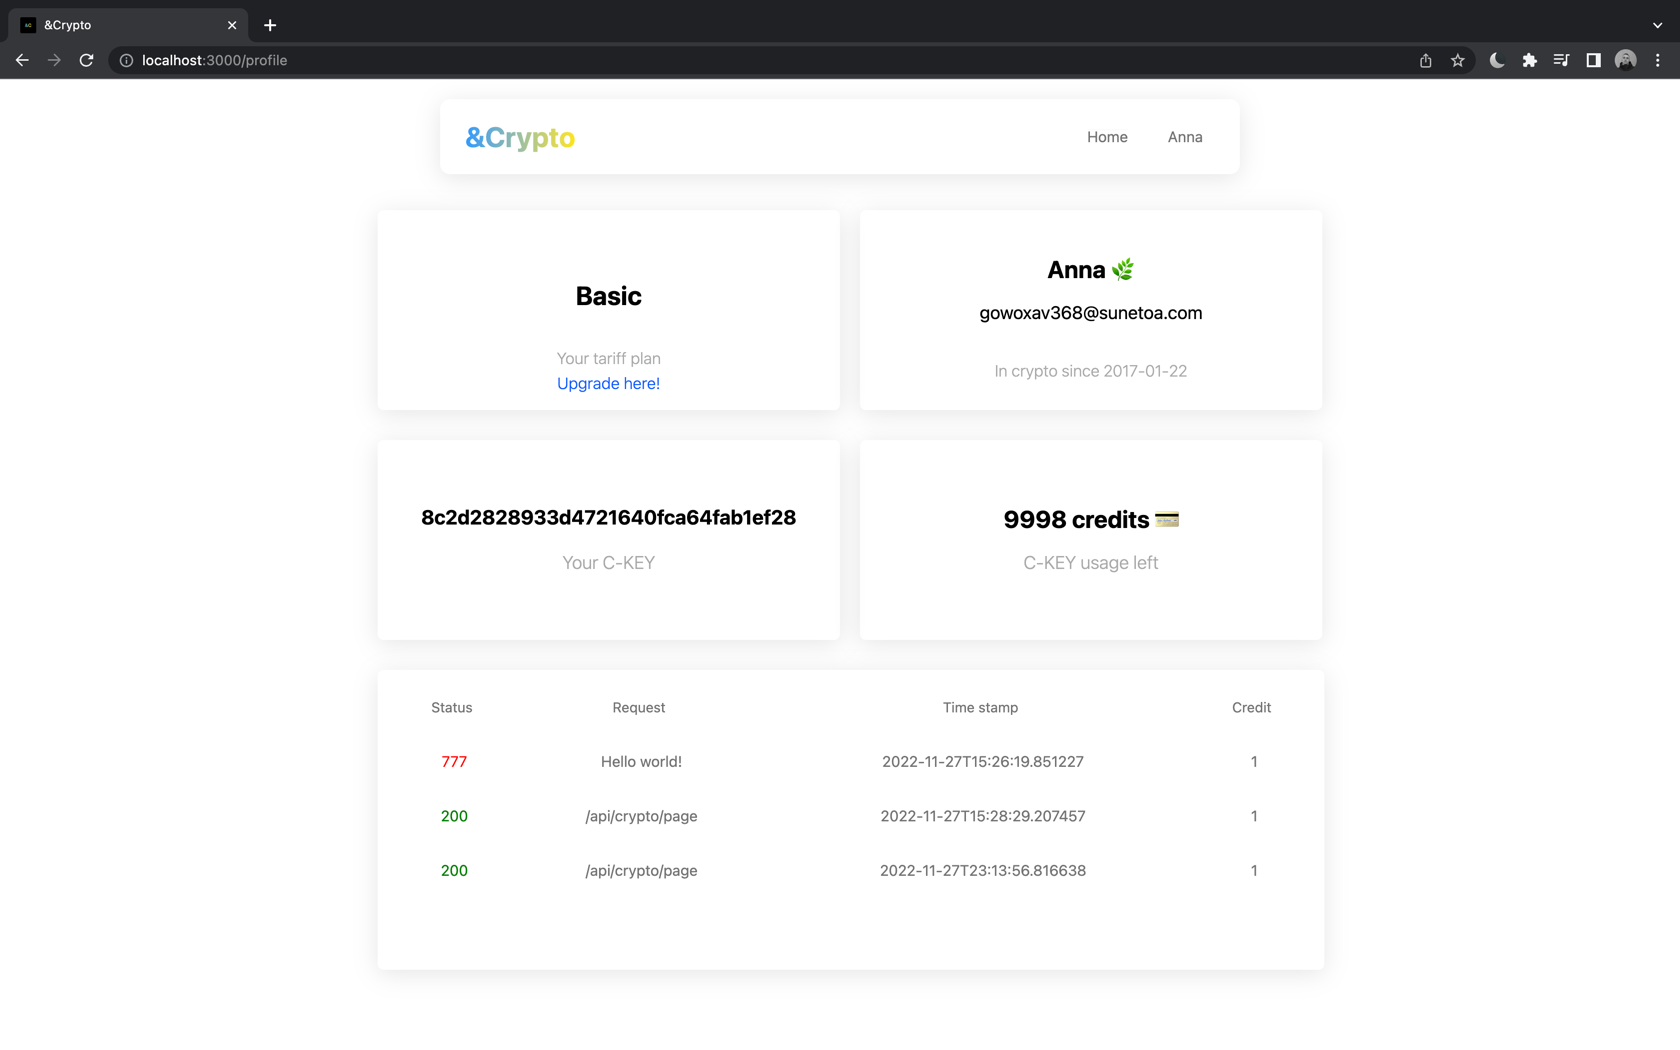 &Crypto
localhost:3000/profile
&Crypto
Home Anna
Basic
Your tariff plan
Upgrade here!
Anna 🌿
gowoxav368@sunetoa.com
In crypto since 2017-01-22
8c2d2828933d4721640fca64fab1ef28
Your C-KEY
9998 credits 💳
C-KEY usage left
Status Request Time stamp Credit
777 Hello world! 2022-11-27T15:26:19.851227 1
200 /api/crypto/page 2022-11-27T15:28:29.207457 1
200 /api/crypto/page 2022-11-27T23:13:56.816638 1